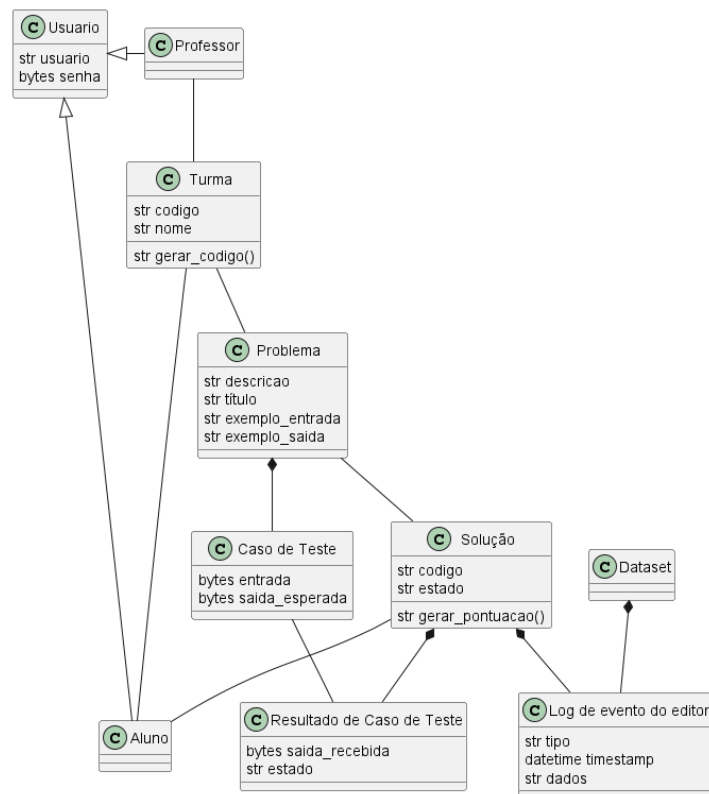 C Usuario
str usuario
bytes senha
C Professor
C Turma
str codigo
str nome
str gerar_codigo()
C Problema
str descricao
str título
str exemplo_entrada
str exemplo_saida
C Caso de Teste
bytes entrada
bytes saida_esperada
C Solução
str codigo
str estado
str gerar_pontuacao()
C Dataset
C Aluno
C Resultado de Caso de Teste
bytes saida_recebida
str estado
C Log de evento do editor
str tipo
datetime timestamp
str dados